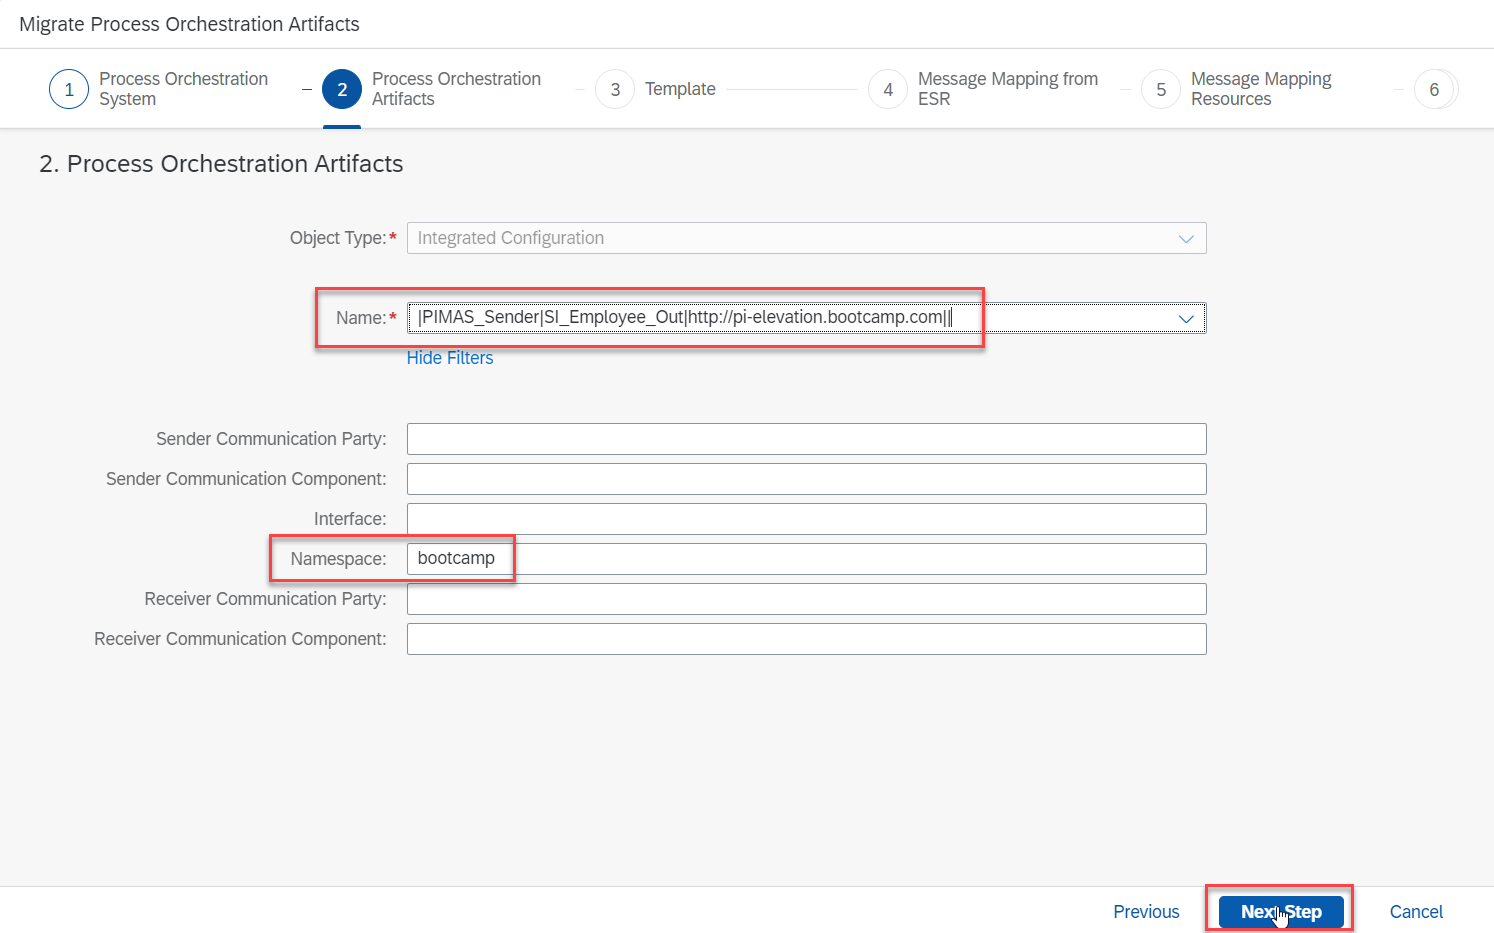 Migrate Process Orchestration Artifacts
1 Process Orchestration
System
2 Process Orchestration
Artifacts
3 Template
4 Message Mapping from
ESR
5 Message Mapping
Resources
6
2. Process Orchestration Artifacts
Object Type:* Integrated Configuration
Name:* |PIMAS_Sender|SI_Employee_Out|http://pi-elevation.bootcamp.com||
Hide Filters
Sender Communication Party:
Sender Communication Component:
Interface:
Namespace: bootcamp
Receiver Communication Party:
Receiver Communication Component:
Previous Next Step Cancel